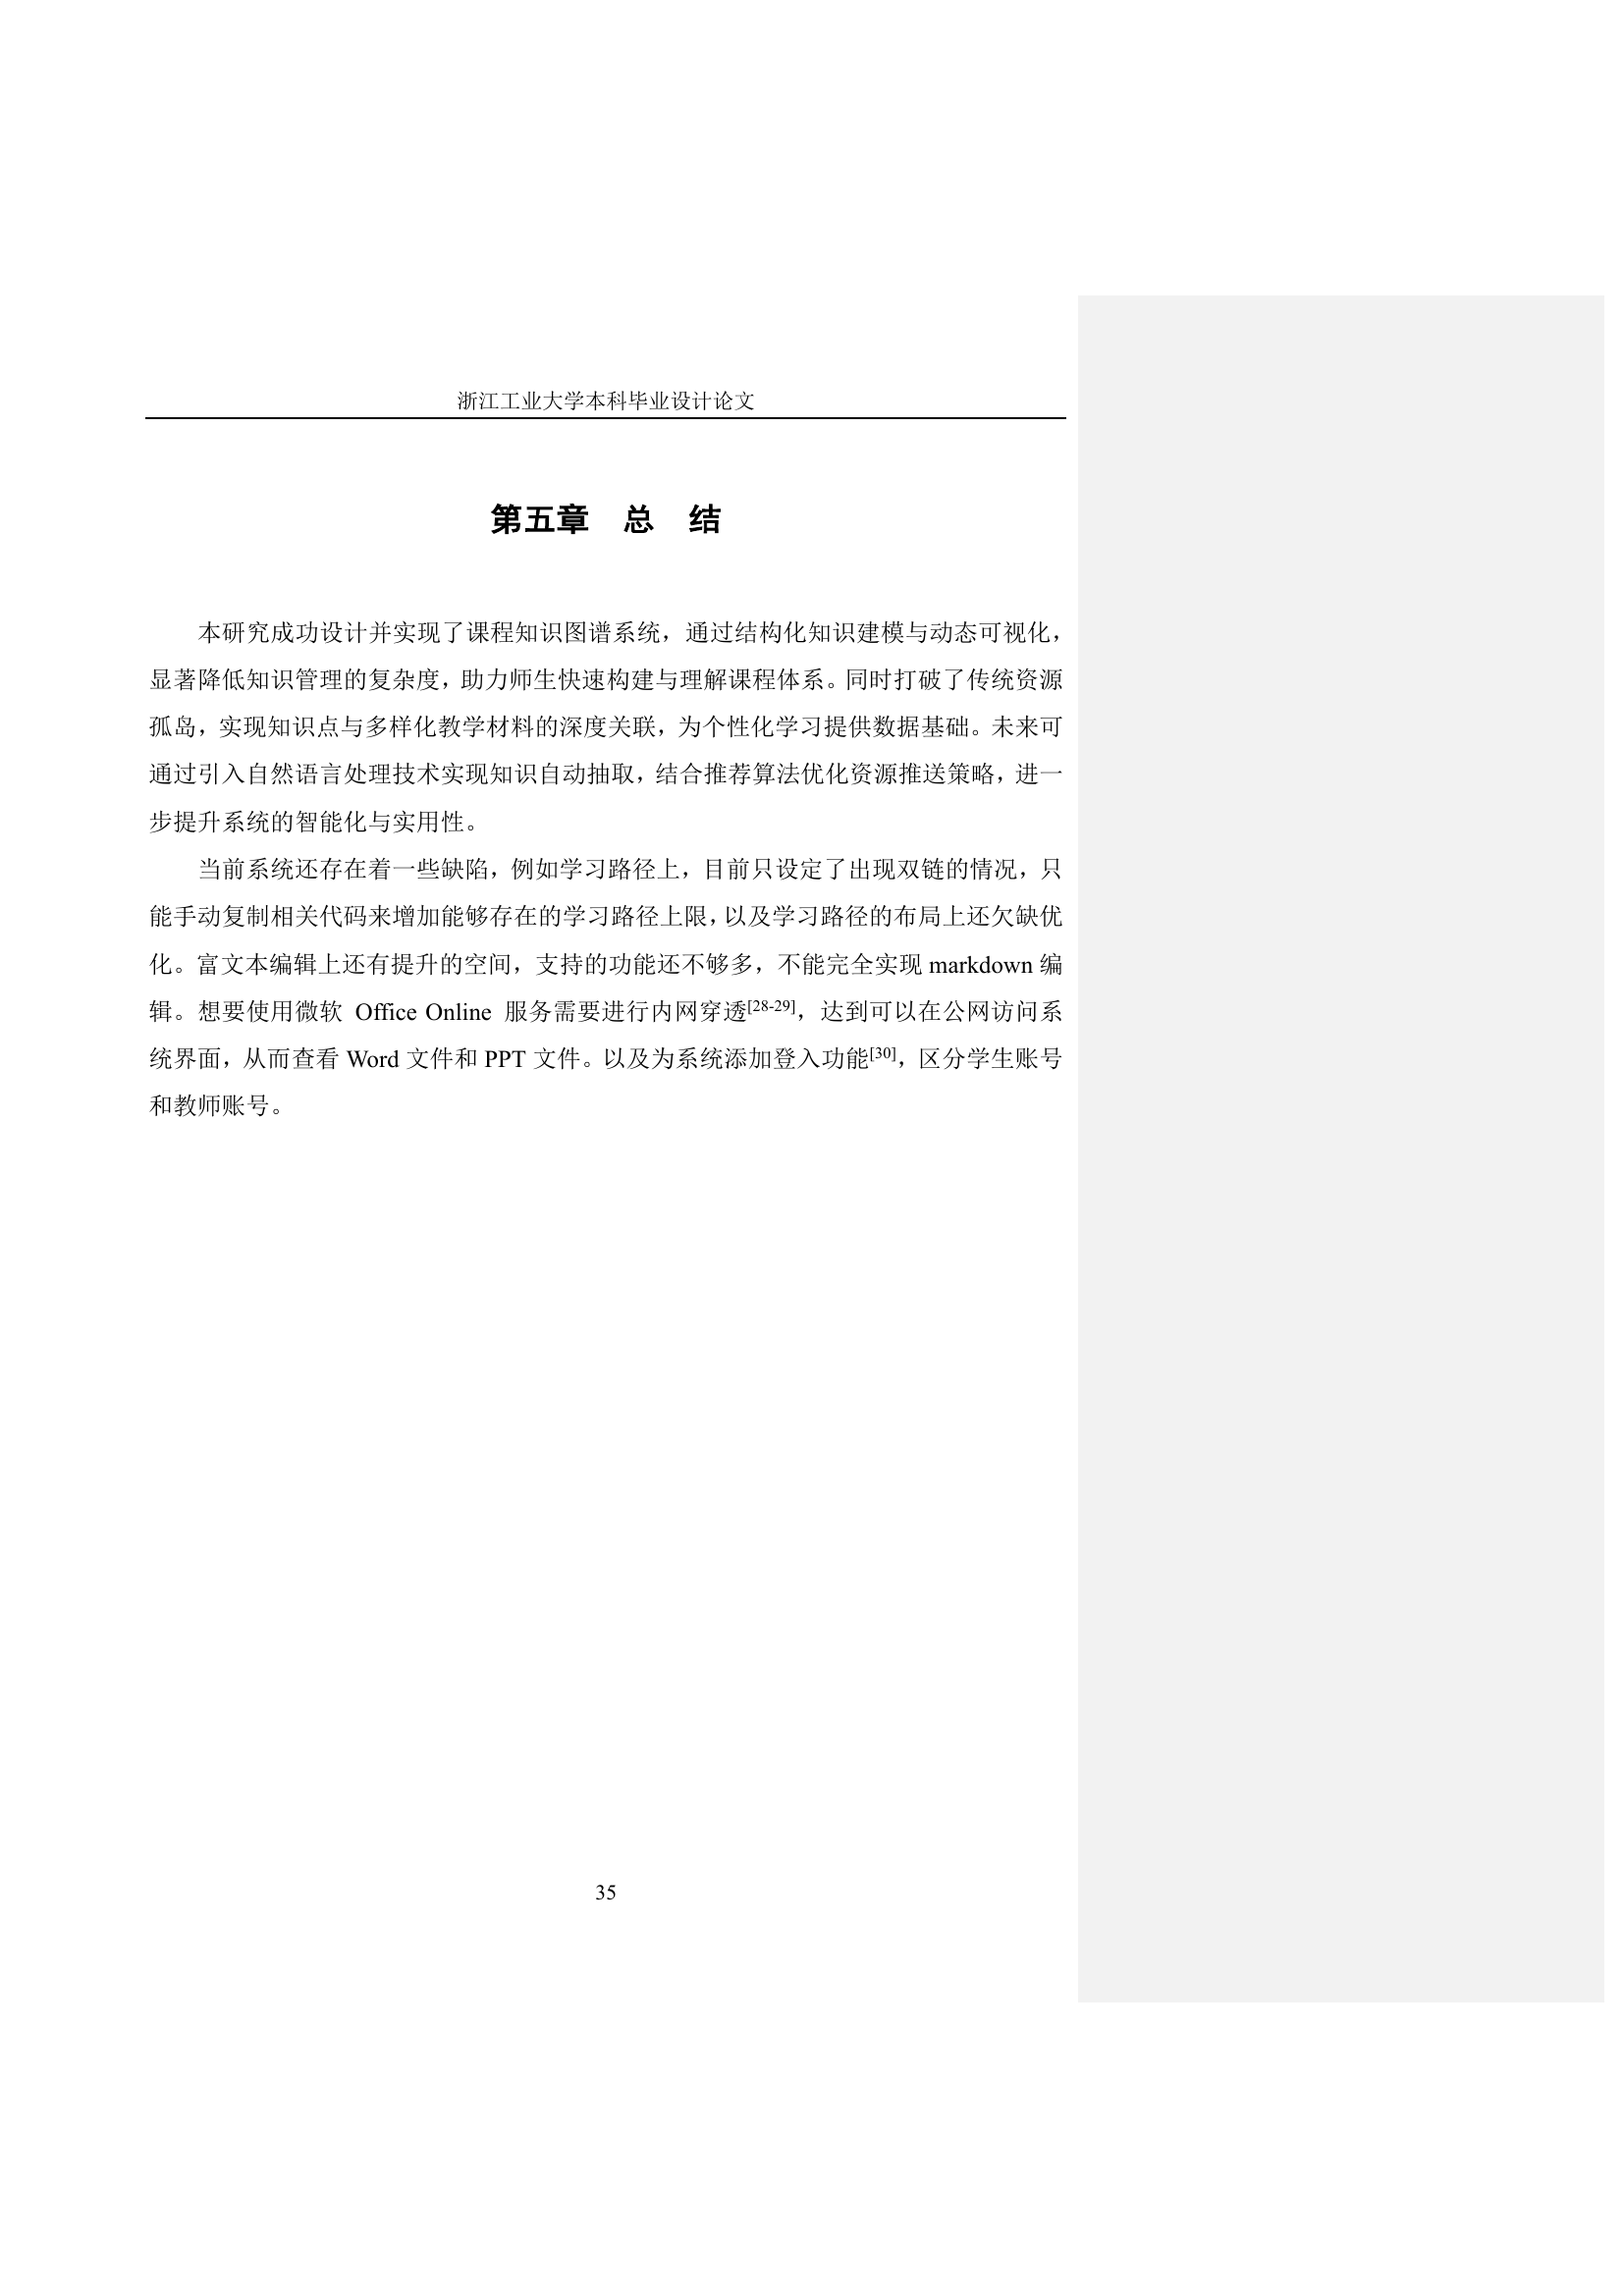 浙江工业大学本科毕业设计论文
第五章　总　结
本研究成功设计并实现了课程知识图谱系统，通过结构化知识建模与动态可视化，
显著降低知识管理的复杂度，助力师生快速构建与理解课程体系。同时打破了传统资源
孤岛，实现知识点与多样化教学材料的深度关联，为个性化学习提供数据基础。未来可
通过引入自然语言处理技术实现知识自动抽取，结合推荐算法优化资源推送策略，进一
步提升系统的智能化与实用性。
当前系统还存在着一些缺陷，例如学习路径上，目前只设定了出现双链的情况，只
能手动复制相关代码来增加能够存在的学习路径上限，以及学习路径的布局上还欠缺优
化。富文本编辑上还有提升的空间，支持的功能还不够多，不能完全实现 markdown 编
辑。想要使用微软 Office Online 服务需要进行内网穿透[28-29]，达到可以在公网访问系
统界面，从而查看 Word 文件和 PPT 文件。以及为系统添加登入功能[30]，区分学生账号
和教师账号。
35